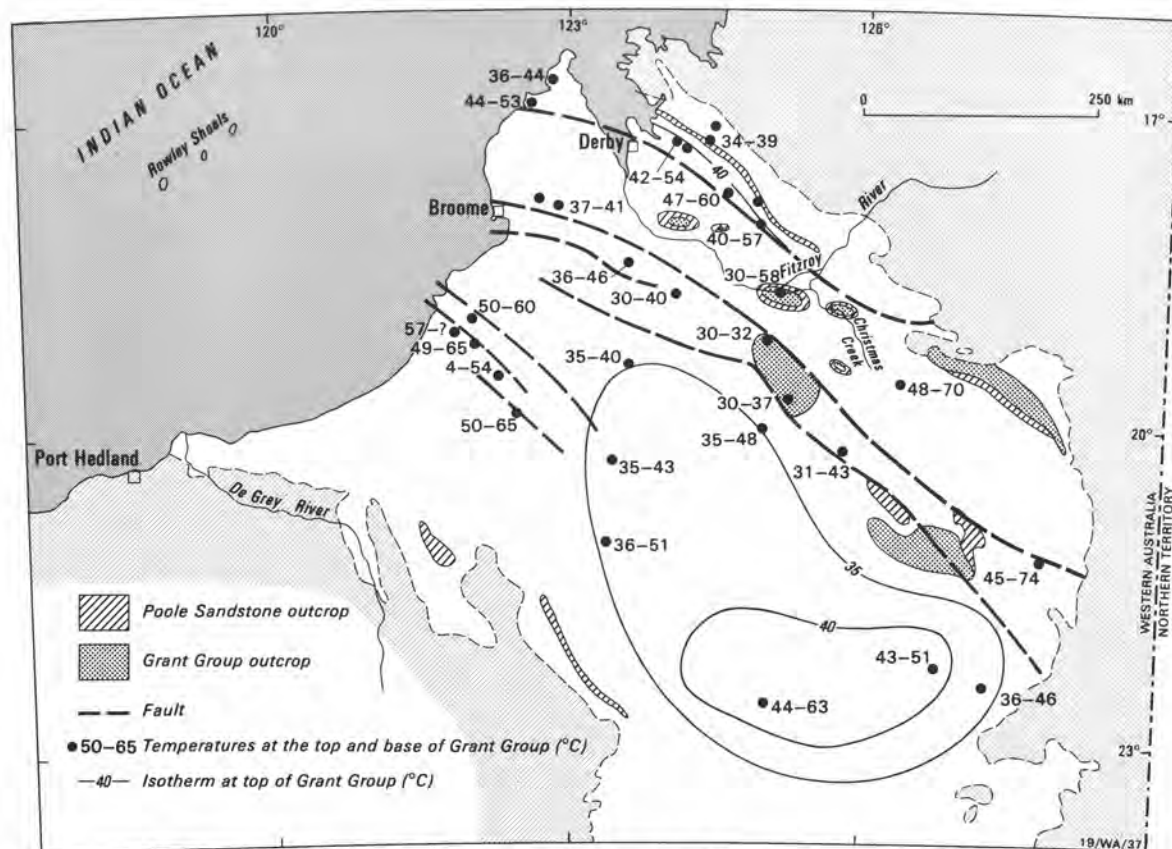 120°
123°
126°
INDIAN OCEAN
Rowley Shoals
36–44
44–53
0
250 km
17°
Derby
34–39
42–54
40
47–60
River
Broome
37–41
40–57
Fitzroy
36–46
30–58
30–40
50–60
Christmas
Creek
57–?
49–65
30–32
4–54
35–40
48–70
30–37
50–65
35–48
20°
Port Hedland
35–43
31–43
De Grey River
36–51
35
45–74
WESTERN AUSTRALIA
NORTHERN TERRITORY
Poole Sandstone outcrop
40
Grant Group outcrop
43–51
36–46
Fault
44–63
50–65 Temperatures at the top and base of Grant Group (°C)
23°
—40— Isotherm at top of Grant Group (°C)
19/WA/37